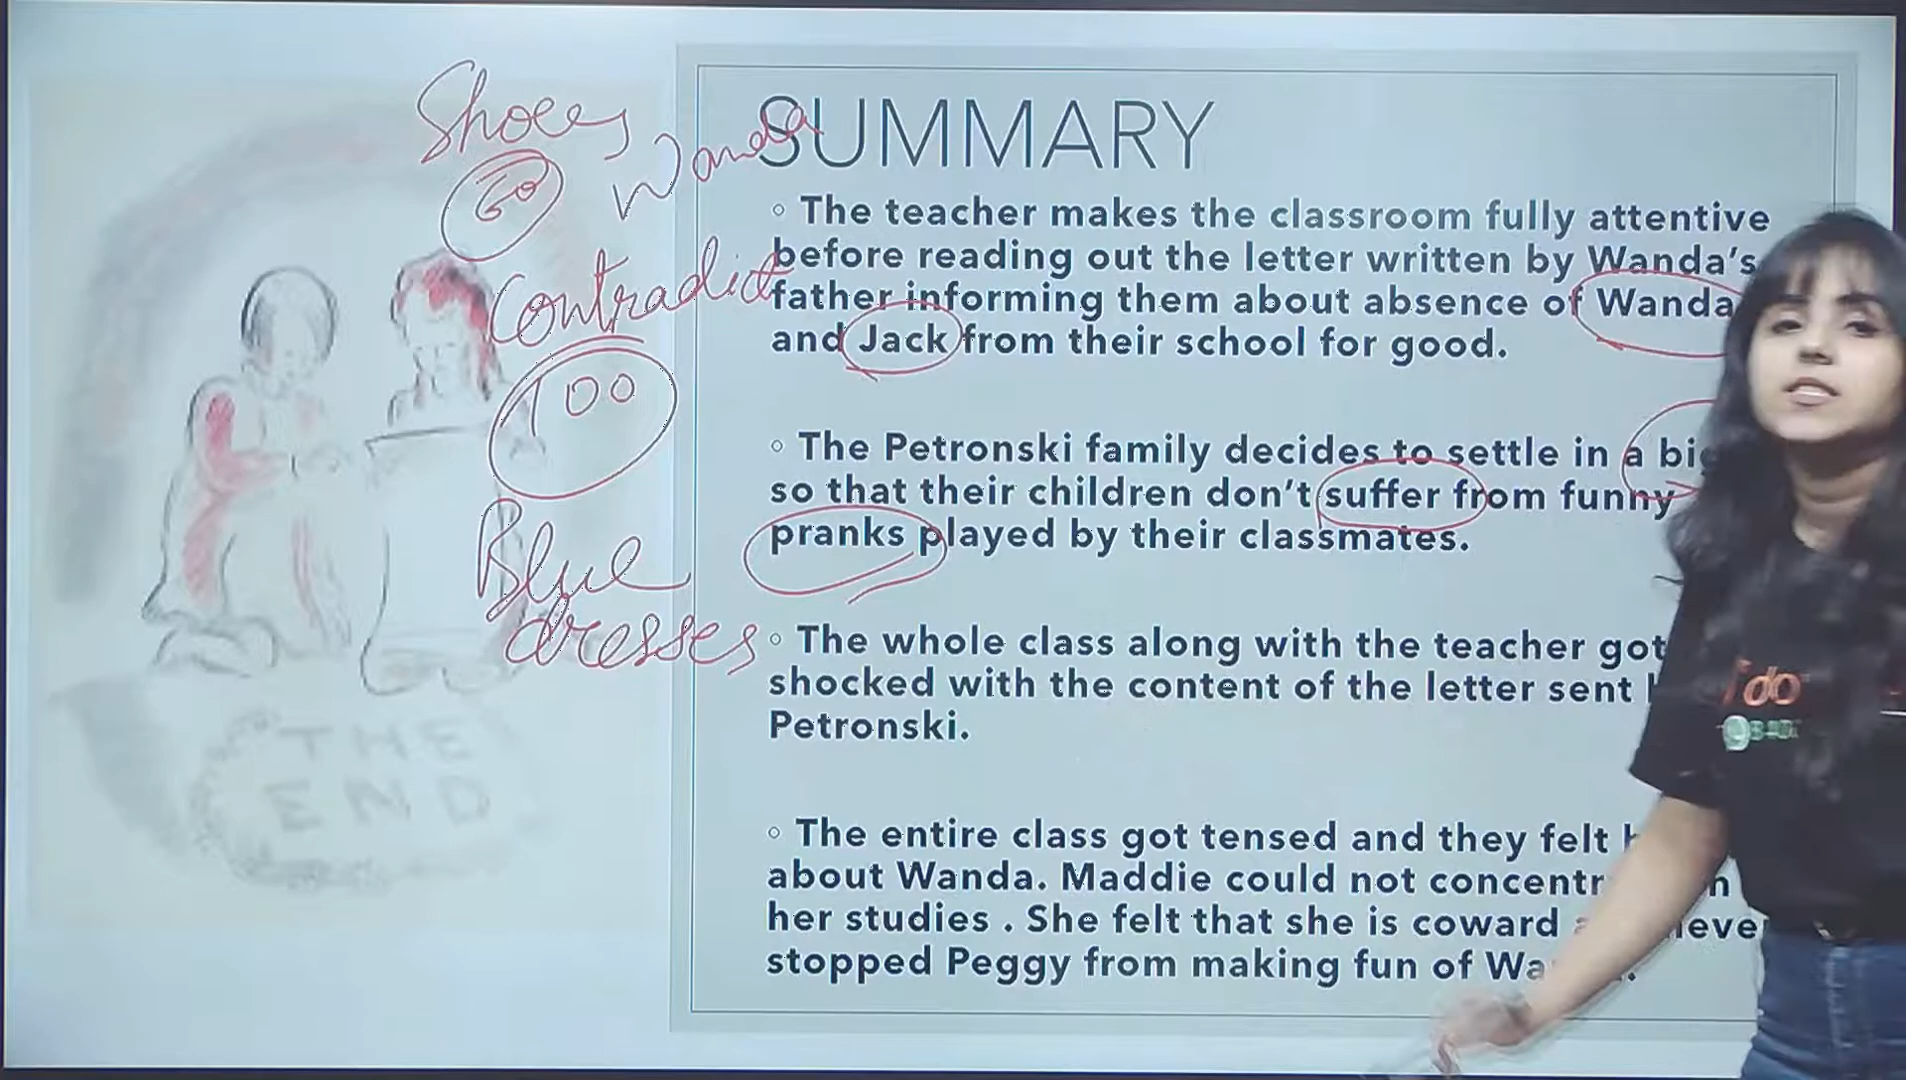 Shoes
60
Wanda
Contradict
100
Blue
dresses
THE
END
SUMMARY
◦ The teacher makes the classroom fully attentive
before reading out the letter written by Wanda's
father informing them about absence of Wanda
and Jack from their school for good.
◦ The Petronski family decides to settle in a
so that their children don't suffer from funny
pranks played by their classmates.
◦ The whole class along with the teacher got
shocked with the content of the letter sent
Petronski.
◦ The entire class got tensed and they felt
about Wanda. Maddie could not
her studies . She felt that she is coward
stopped Peggy from making fun of
do